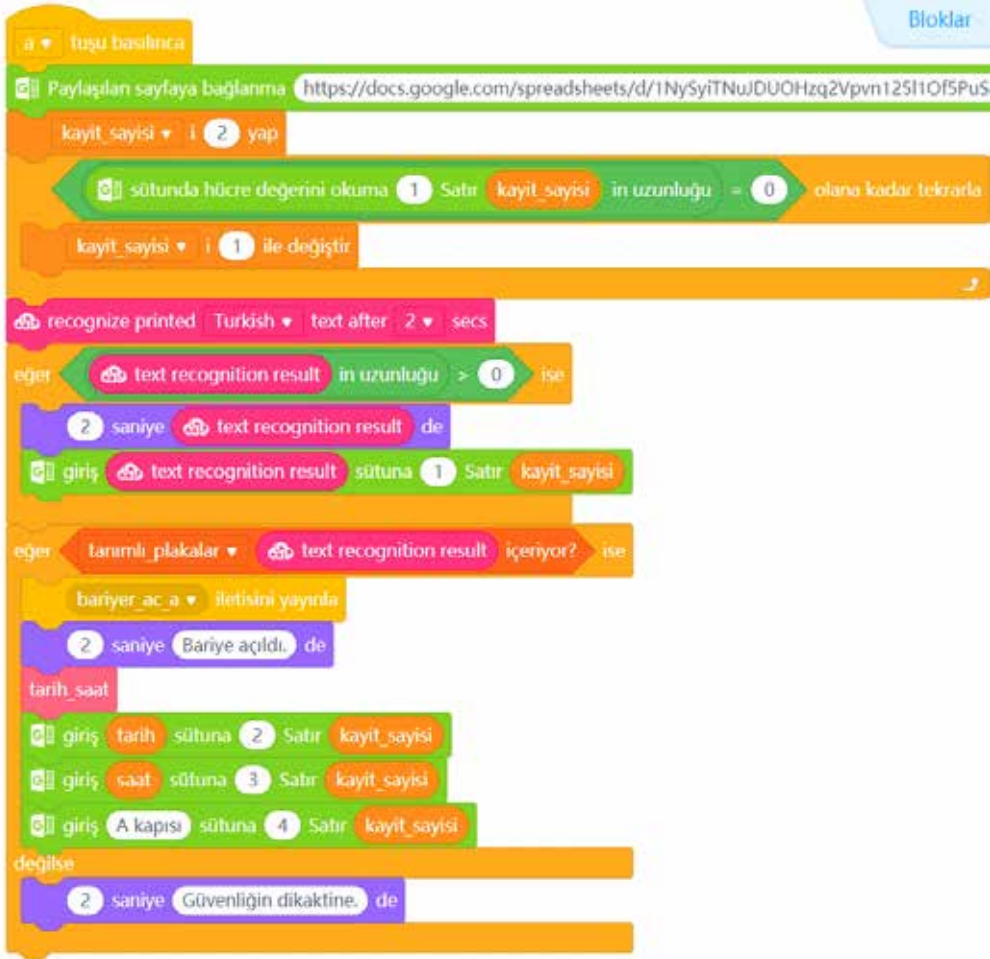 Bloklar
a tuşu basılınca
Paylaşılan sayfaya bağlanma https://docs.google.com/spreadsheets/d/1NySyiTNuJDUOHzq2Vpvn12Sl1Of5PuS
kayit_sayisi i 2 yap
sütunda hücre değerini okuma 1 Satır kayit_sayisi in uzunluğu = 0 olana kadar tekrarla
kayit_sayisi i 1 ile değiştir
recognize printed Turkish text after 2 secs
eğer text recognition result in uzunluğu > 0 ise
2 saniye text recognition result de
giriş text recognition result sütuna 1 Satır kayit_sayisi
eğer tanımlı_plakalar text recognition result içeriyor? ise
bariyer_ac_a iletisini yayınla
2 saniye Bariye açıldı. de
tarih_saat
giriş tarih sütuna 2 Satır kayit_sayisi
giriş saat sütuna 3 Satır kayit_sayisi
giriş A kapısı sütuna 4 Satır kayit_sayisi
değilse
2 saniye Güvenliğin dikaktine. de